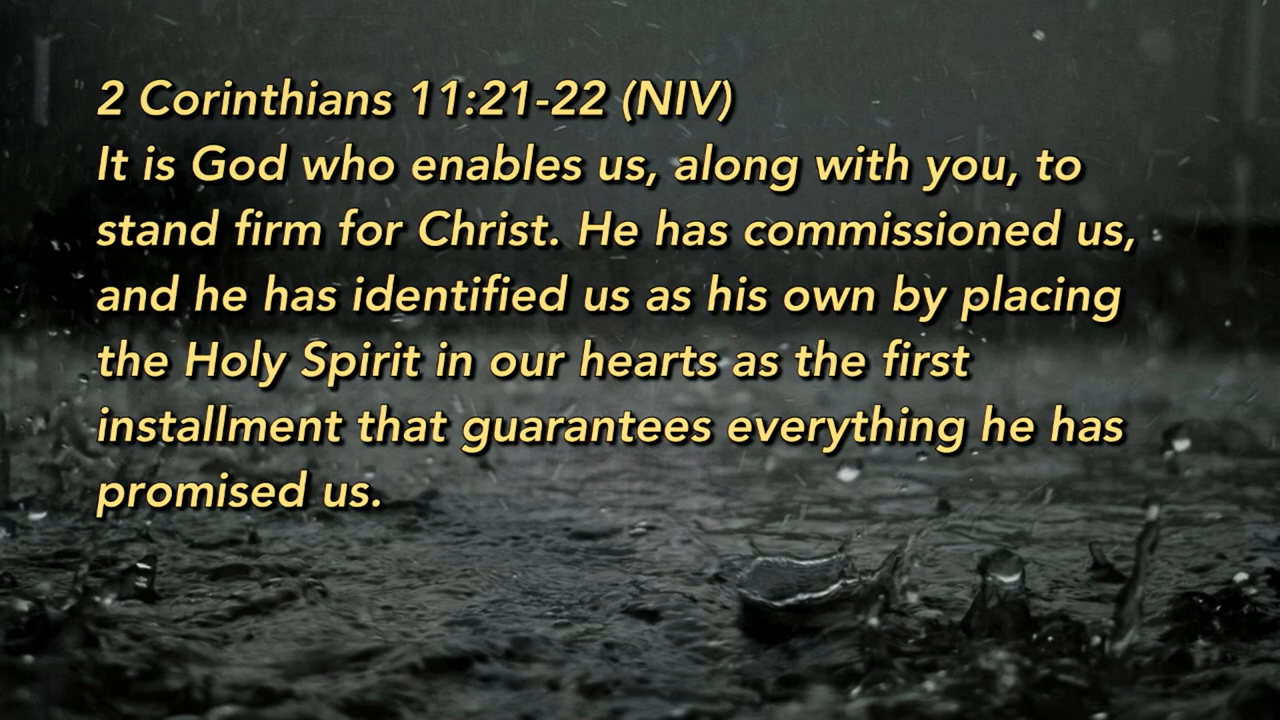 2 Corinthians 11:21-22 (NIV)
It is God who enables us, along with you, to
stand firm for Christ. He has commissioned us,
and he has identified us as his own by placing
the Holy Spirit in our hearts as the first
installment that guarantees everything he has
promised us.